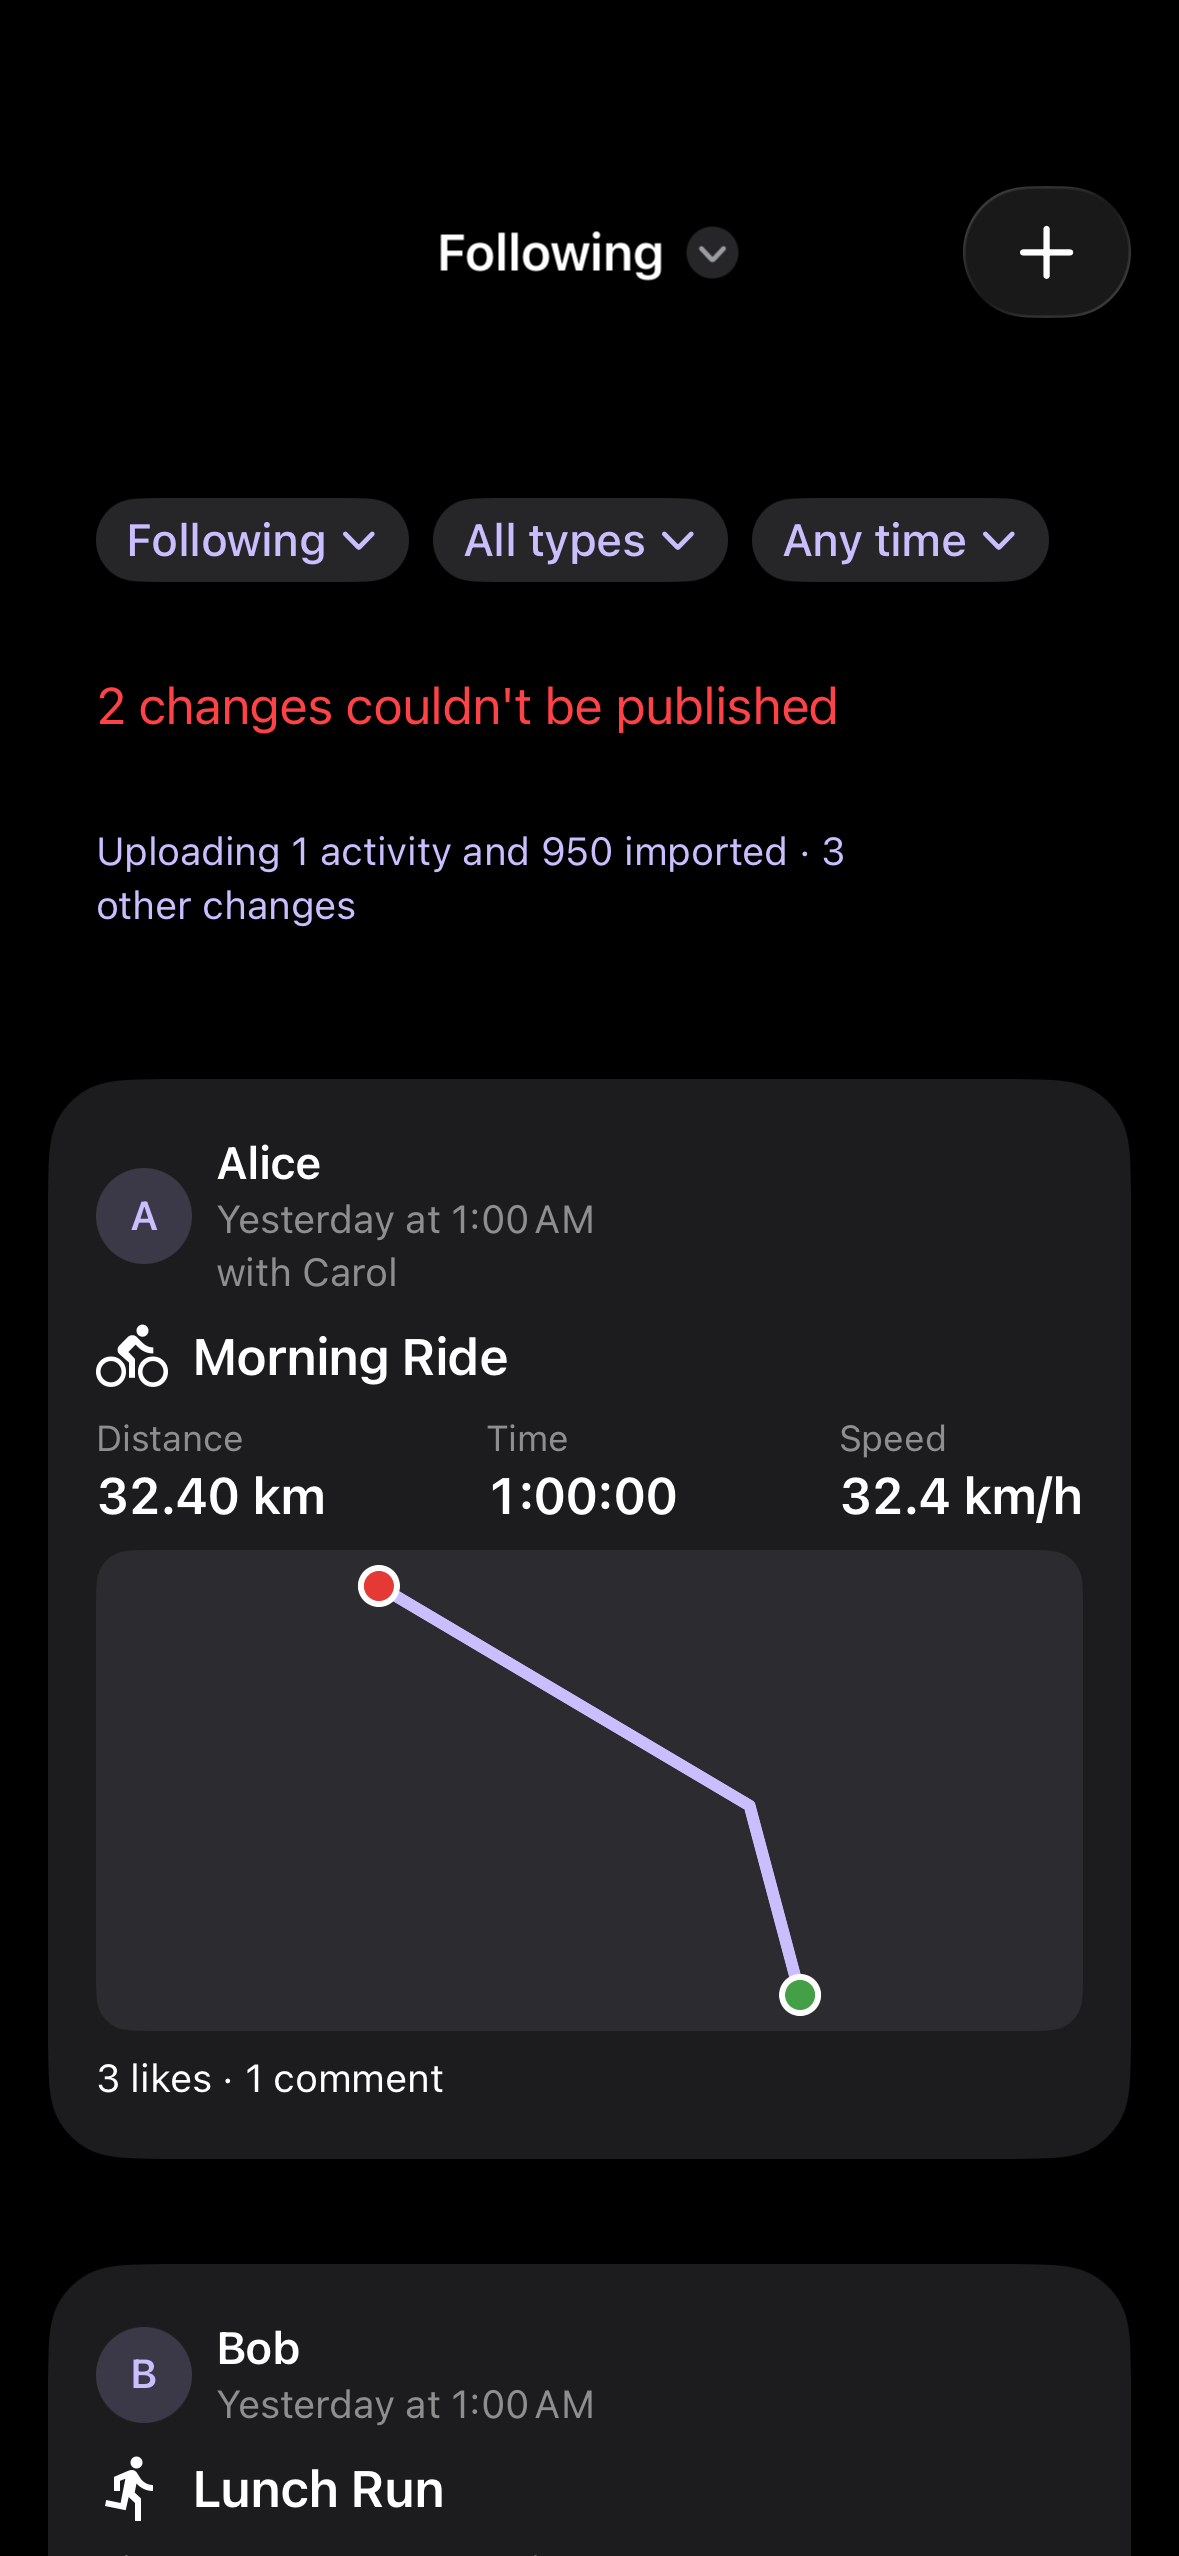 Following
Following
All types
Any time
2 changes couldn't be published
Uploading 1 activity and 950 imported · 3
other changes
A
Alice
Yesterday at 1:00 AM
with Carol
Morning Ride
Distance
Time
Speed
32.40 km
1:00:00
32.4 km/h
3 likes · 1 comment
B
Bob
Yesterday at 1:00 AM
Lunch Run